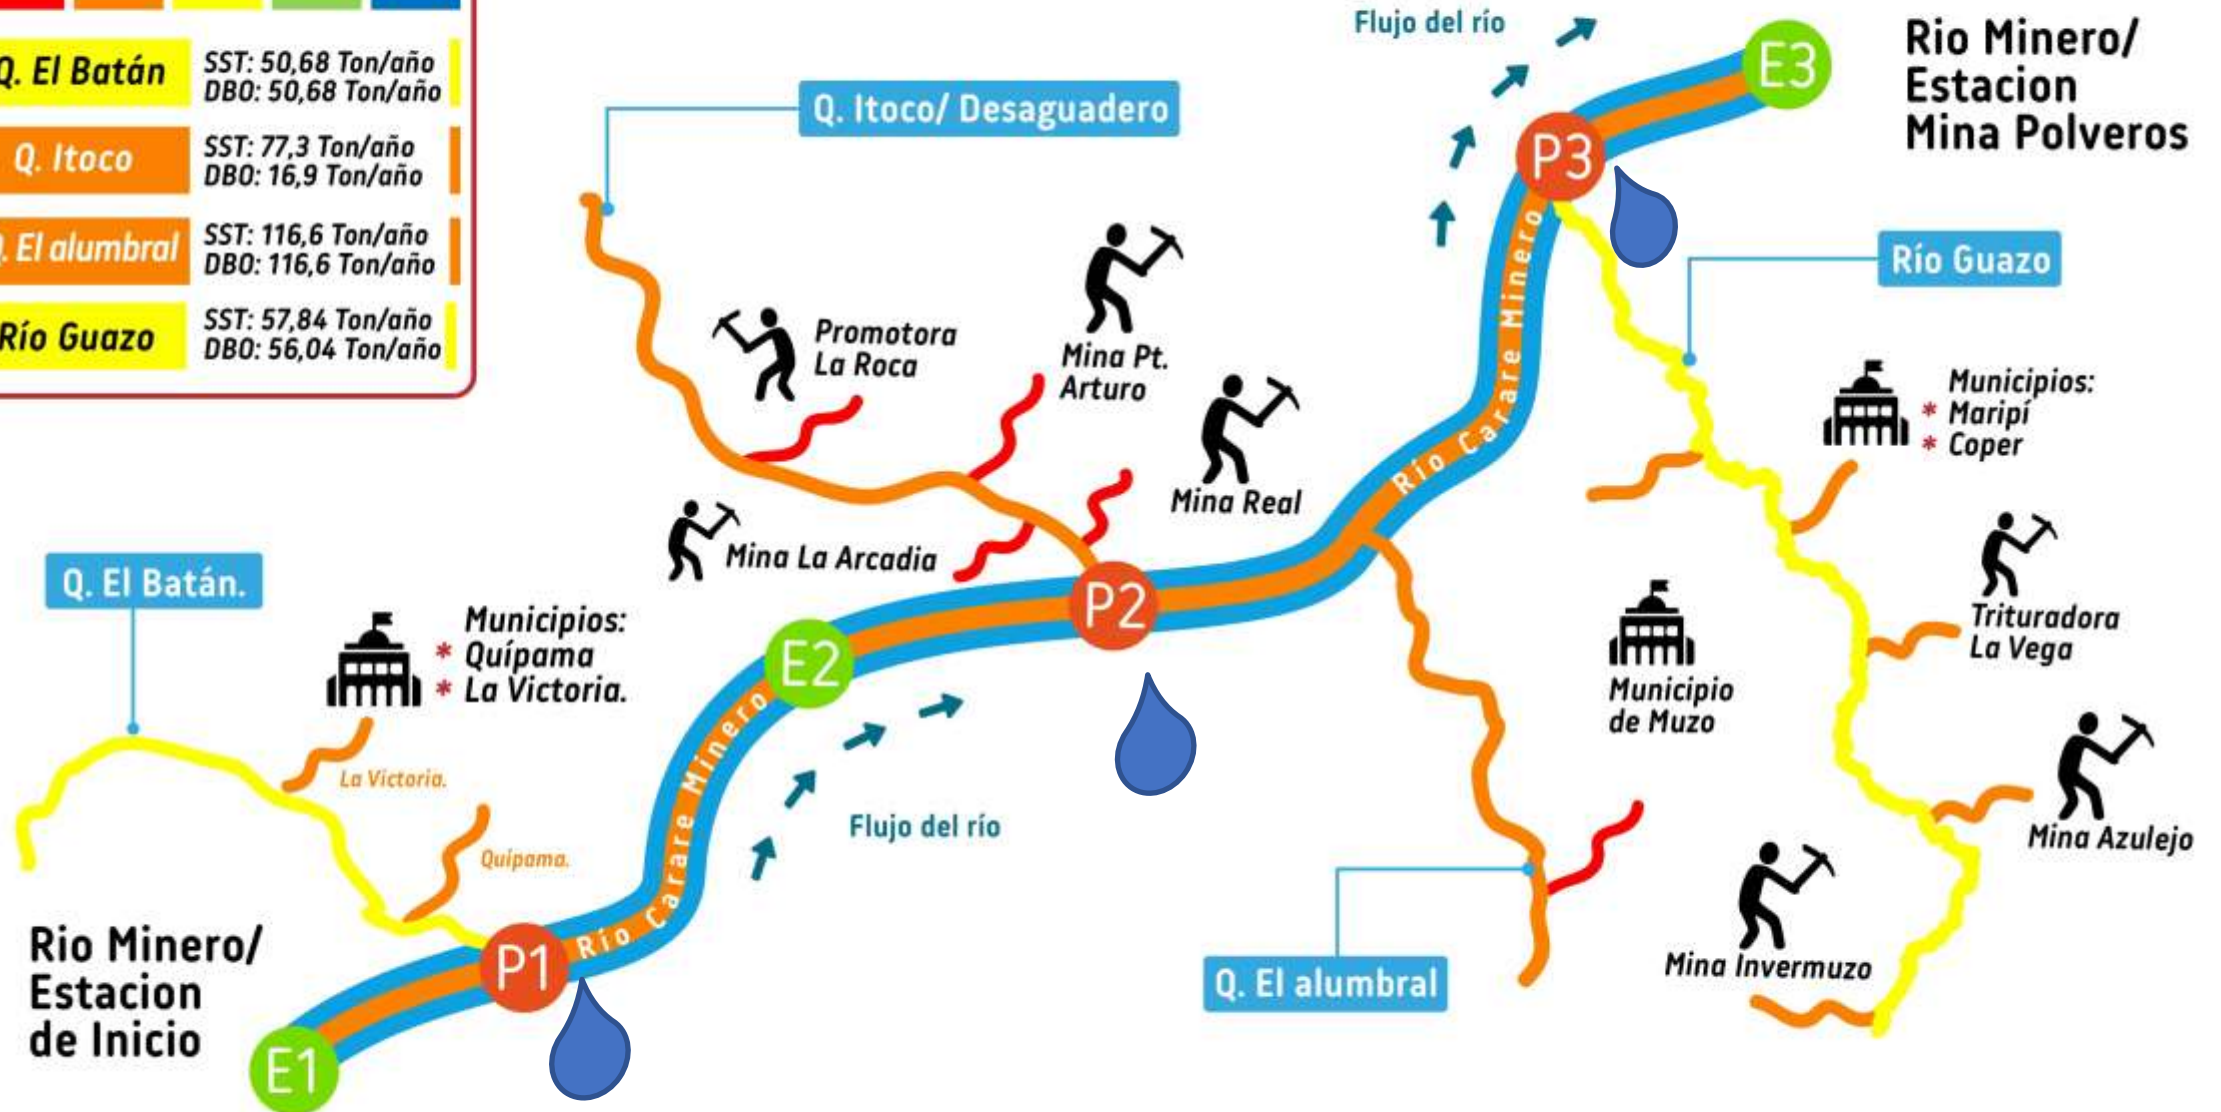 Q. El Batán
SST: 50,68 Ton/año
DBO: 50,68 Ton/año
Q. Itoco
SST: 77,3 Ton/año
DBO: 16,9 Ton/año
. El alumbral
SST: 116,6 Ton/año
DBO: 116,6 Ton/año
Río Guazo
SST: 57,84 Ton/año
DBO: 56,04 Ton/año
Flujo del río
E3
Rio Minero/
Estacion
Mina Polveros
Q. Itoco/ Desaguadero
P3
Río Guazo
Promotora
La Roca
Mina Pt.
Arturo
Mina Real
Mina La Arcadia
Río Carare Minero
Municipios:
* Maripí
* Coper
Trituradora
La Vega
Municipio
de Muzo
Mina Azulejo
Mina Invermuzo
Q. El alumbral
P2
E2
Q. El Batán.
Municipios:
* Quípama
* La Victoria.
La Victoria.
Quípama.
Río Carare Minero
Flujo del río
P1
Rio Minero/
Estacion
de Inicio
E1